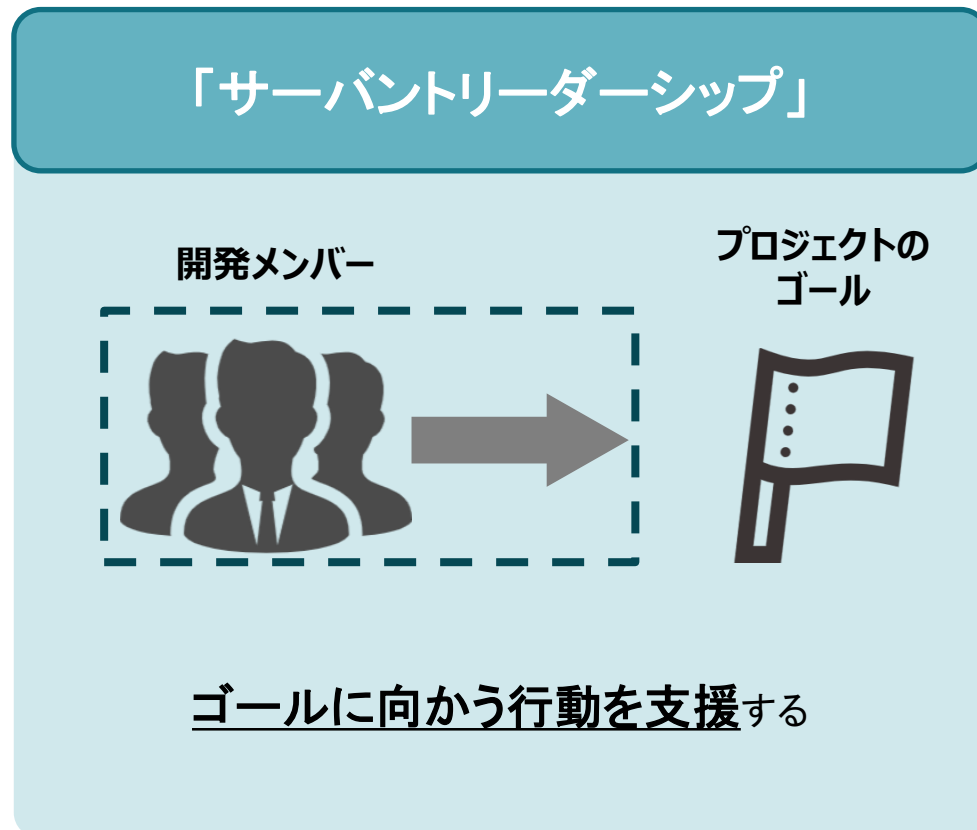 「サーバントリーダーシップ」
開発メンバー
プロジェクトの
ゴール
ゴールに向かう行動を支援する